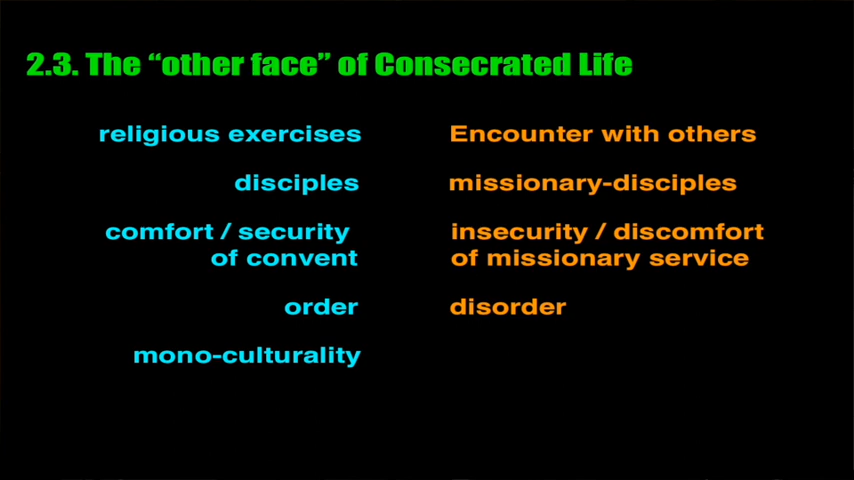 2.3. The “other face” of Consecrated Life
religious exercises
Encounter with others
disciples
missionary-disciples
comfort / security
of convent
insecurity / discomfort
of missionary service
order
disorder
mono-culturality